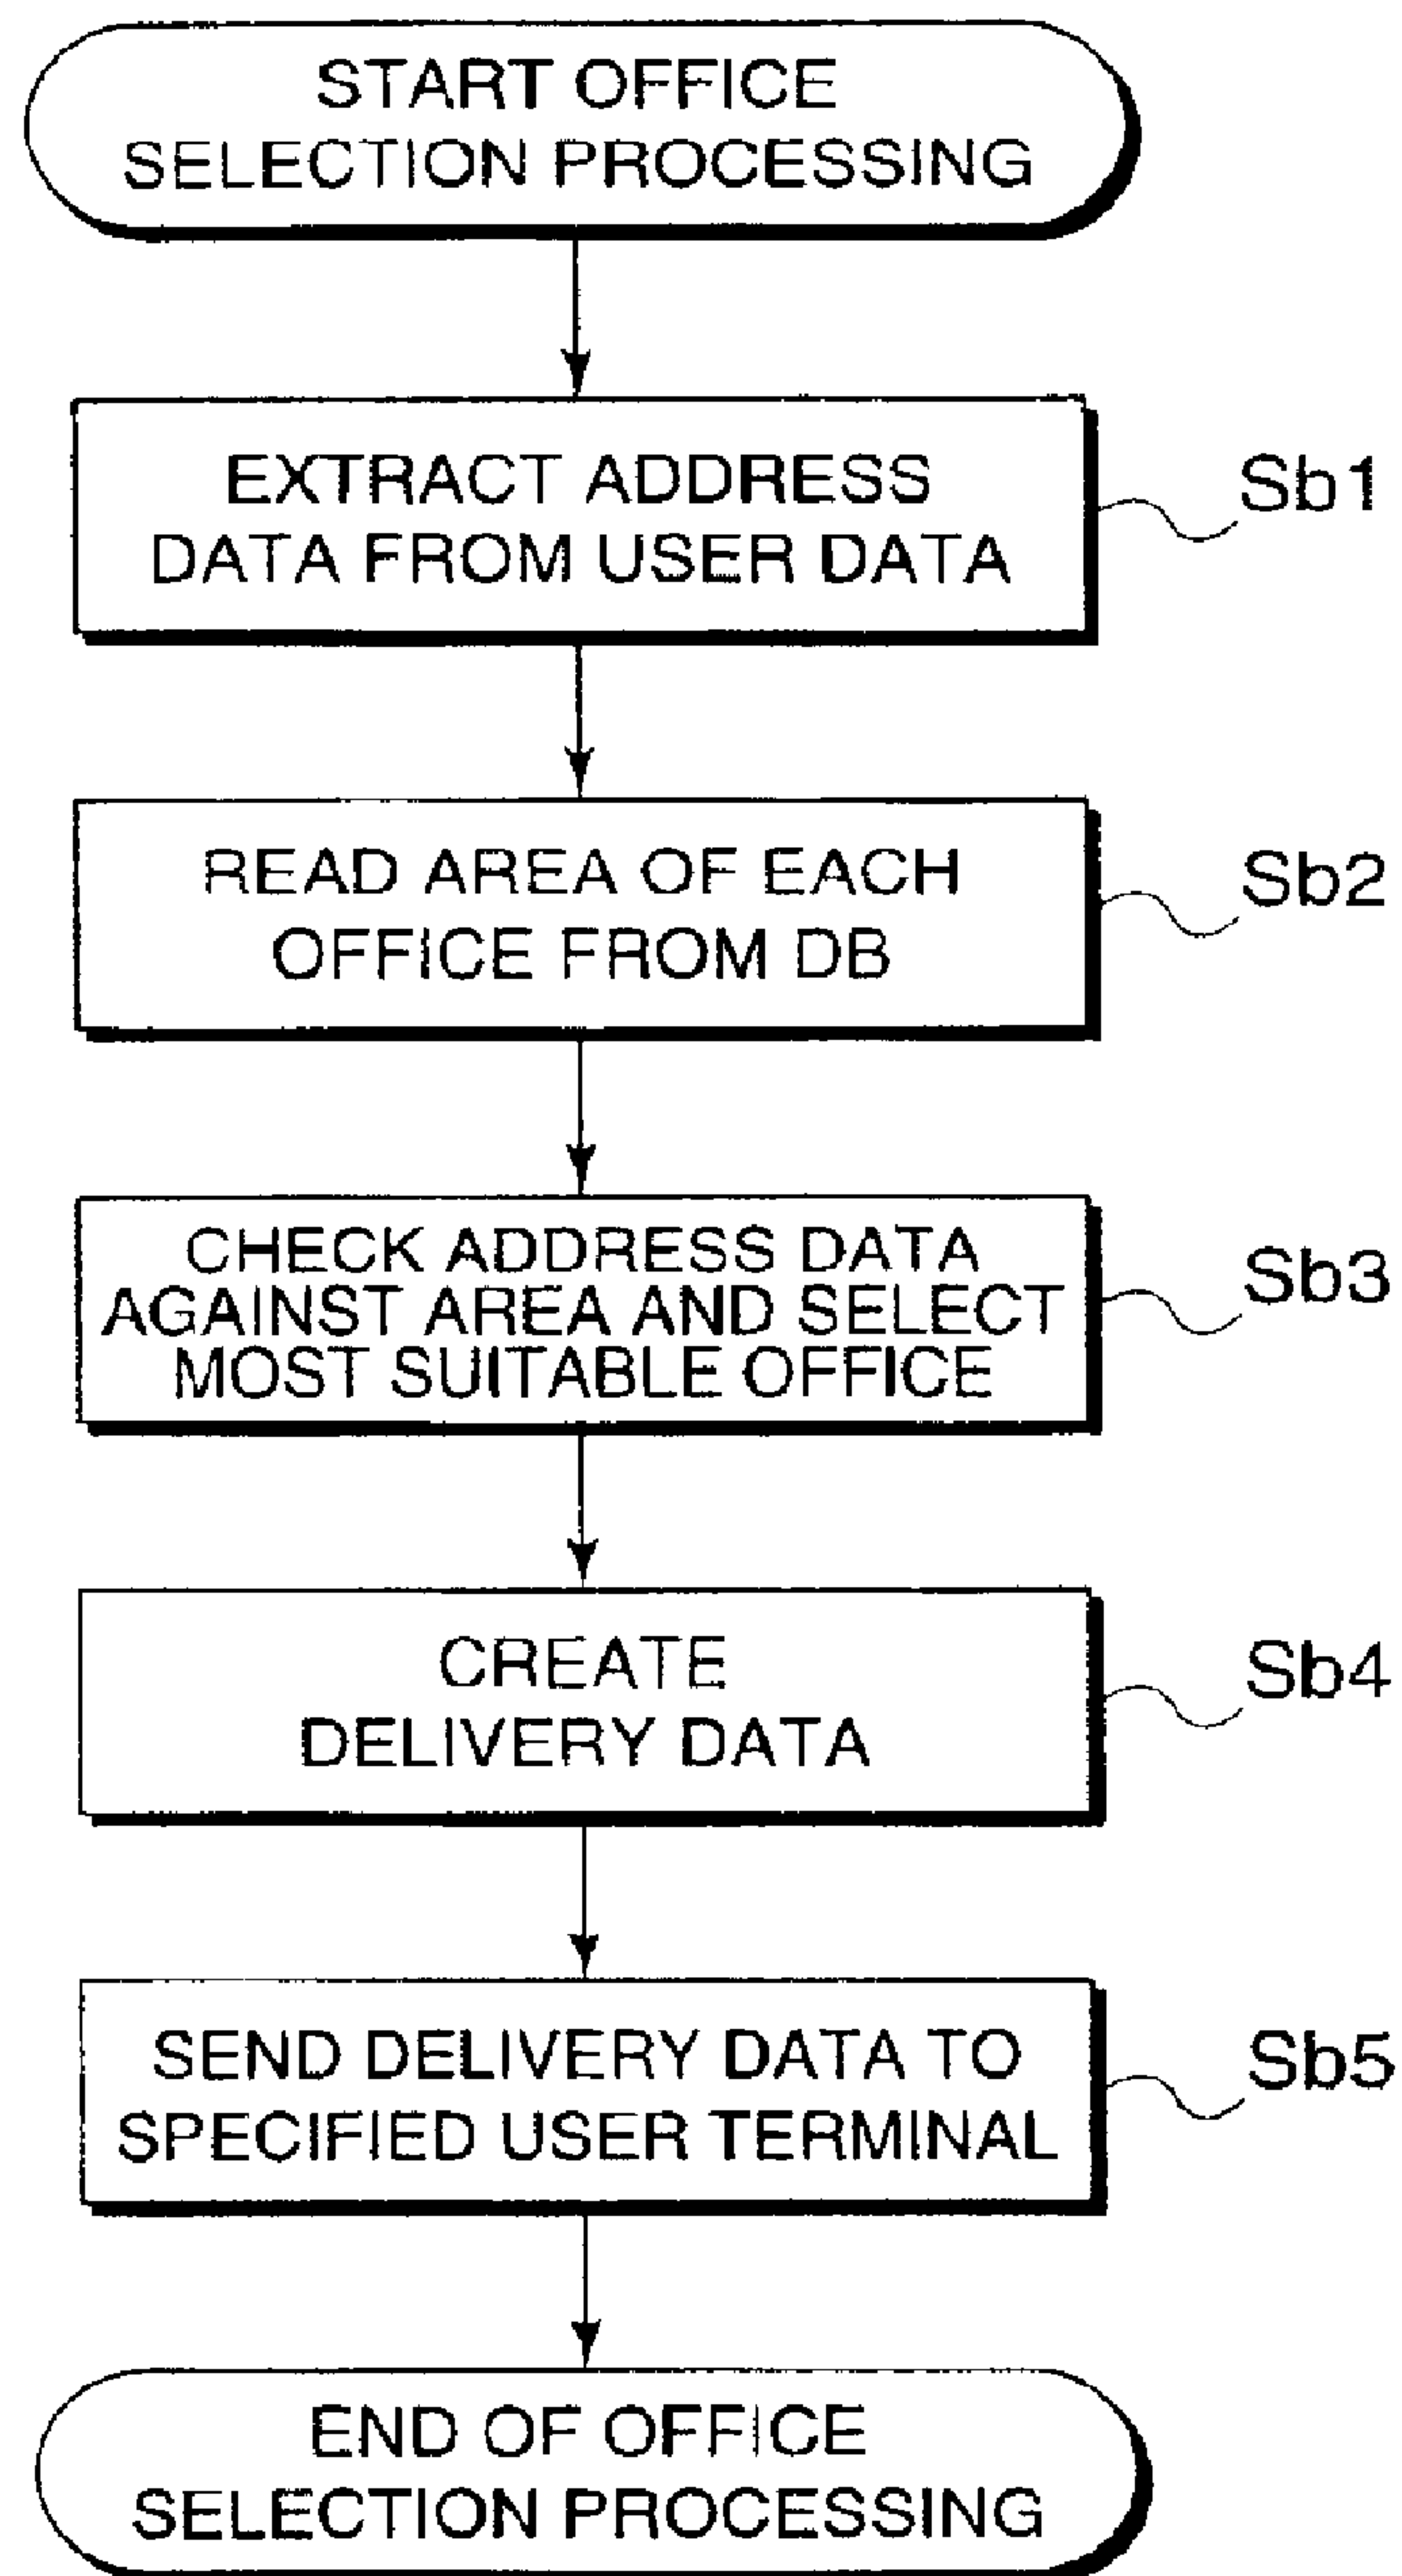 START OFFICE
SELECTION PROCESSING
EXTRACT ADDRESS
DATA FROM USER DATA
Sb1
READ AREA OF EACH
OFFICE FROM DB
Sb2
CHECK ADDRESS DATA
AGAINST AREA AND SELECT
MOST SUITABLE OFFICE
Sb3
CREATE
DELIVERY DATA
Sb4
SEND DELIVERY DATA TO
SPECIFIED USER TERMINAL
Sb5
END OF OFFICE
SELECTION PROCESSING